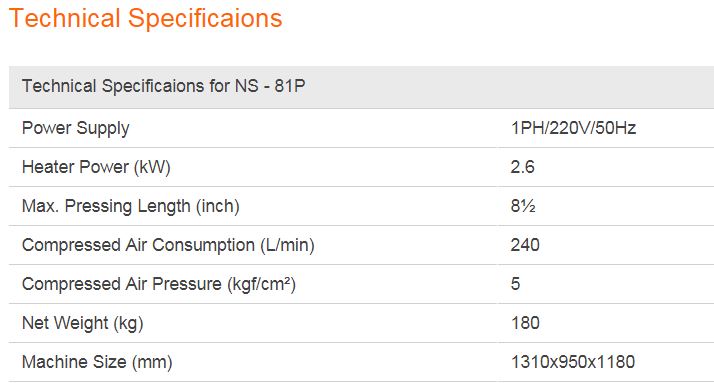 Technical Specificaions
Technical Specificaions for NS - 81P
Power Supply 1PH/220V/50Hz
Heater Power (kW) 2.6
Max. Pressing Length (inch) 8½
Compressed Air Consumption (L/min) 240
Compressed Air Pressure (kgf/cm²) 5
Net Weight (kg) 180
Machine Size (mm) 1310x950x1180